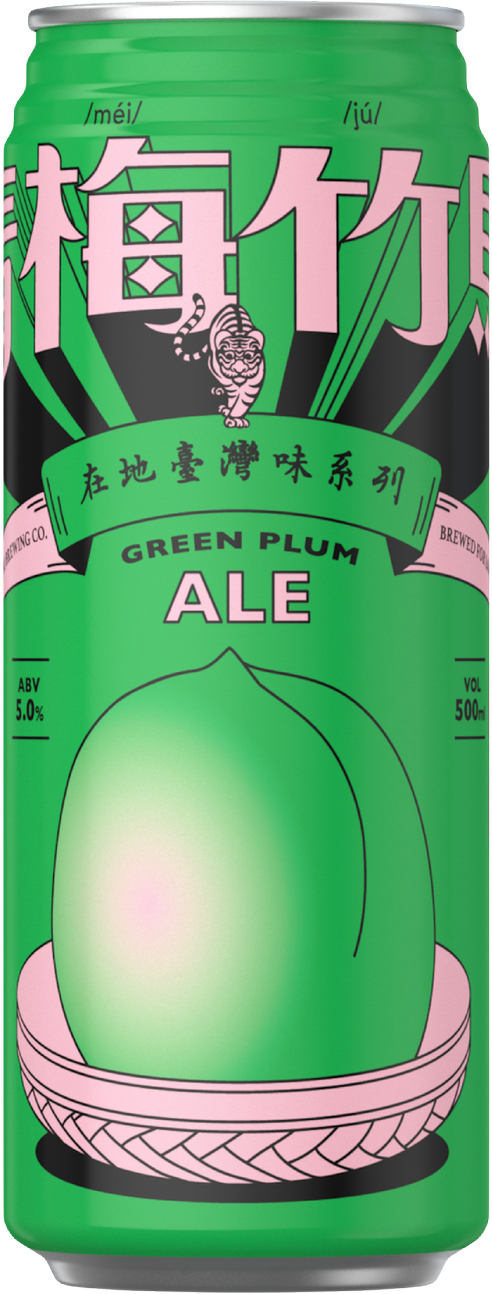 /méi/ /jú/
梅竹
在地臺灣味系列
BREWING CO.
BREWED FOR
GREEN PLUM
ALE
ABV
5.0%
VOL
500ml